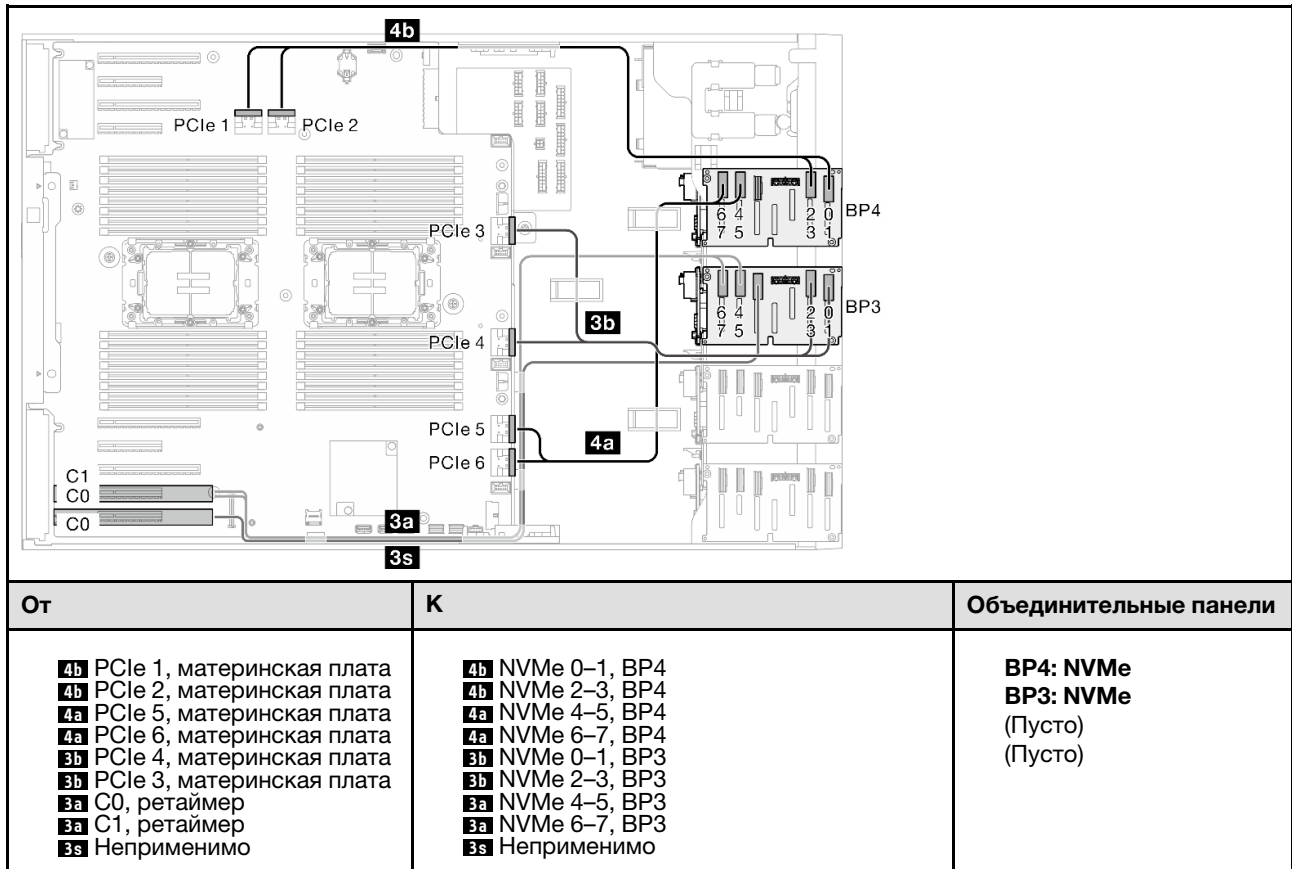 4b
PCIe 1
PCIe 2
6 4 2 0
7 5 3 1
BP4
PCIe 3
6 4 2 0
7 5 3 1
BP3
3b
PCIe 4
PCIe 5
4a
PCIe 6
C1
C0
C0
3a
3s
От К Объединительные панели
4b PCIe 1, материнская плата
4b PCIe 2, материнская плата
4a PCIe 5, материнская плата
4a PCIe 6, материнская плата
3b PCIe 4, материнская плата
3b PCIe 3, материнская плата
3a C0, ретаймер
3a C1, ретаймер
3s Неприменимо
4b NVMe 0–1, BP4
4b NVMe 2–3, BP4
4a NVMe 4–5, BP4
4a NVMe 6–7, BP4
3b NVMe 0–1, BP3
3b NVMe 2–3, BP3
3a NVMe 4–5, BP3
3a NVMe 6–7, BP3
3s Неприменимо
BP4: NVMe
BP3: NVMe
(Пусто)
(Пусто)